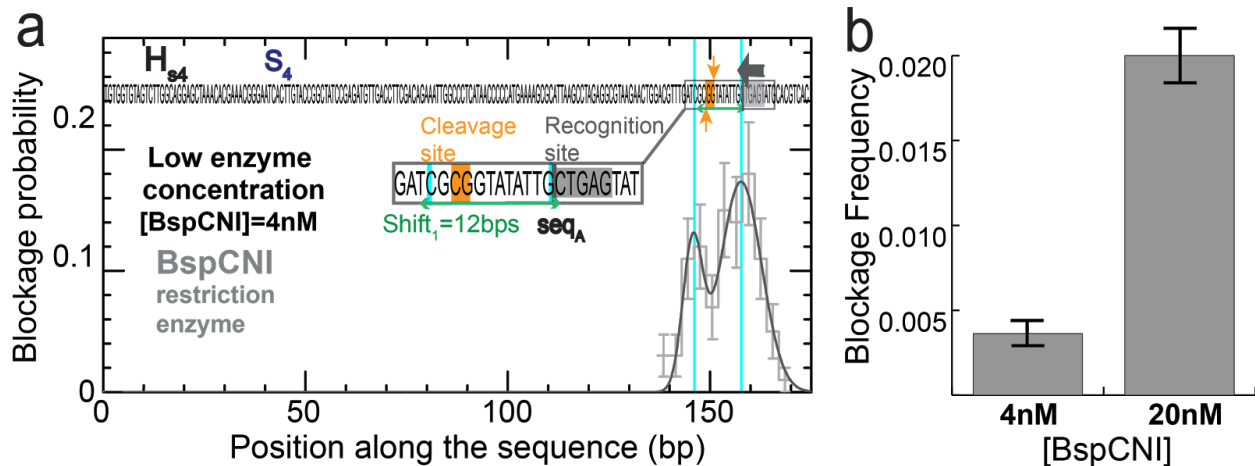 a
H_s4
S_4
Blockage probability
0.2
0.1
0
Cleavage
site
Recognition
site
Low enzyme
concentration
[BspCNI]=4nM
GATCGCGGTATATTGCTGAGTAT
Shift_1=12bps
seq_A
BspCNI
restriction
enzyme
0
50
100
150
Position along the sequence (bp)
b
Blockage Frequency
0.020
0.020
0.010
0.005
4nM
20nM
[BspCNI]